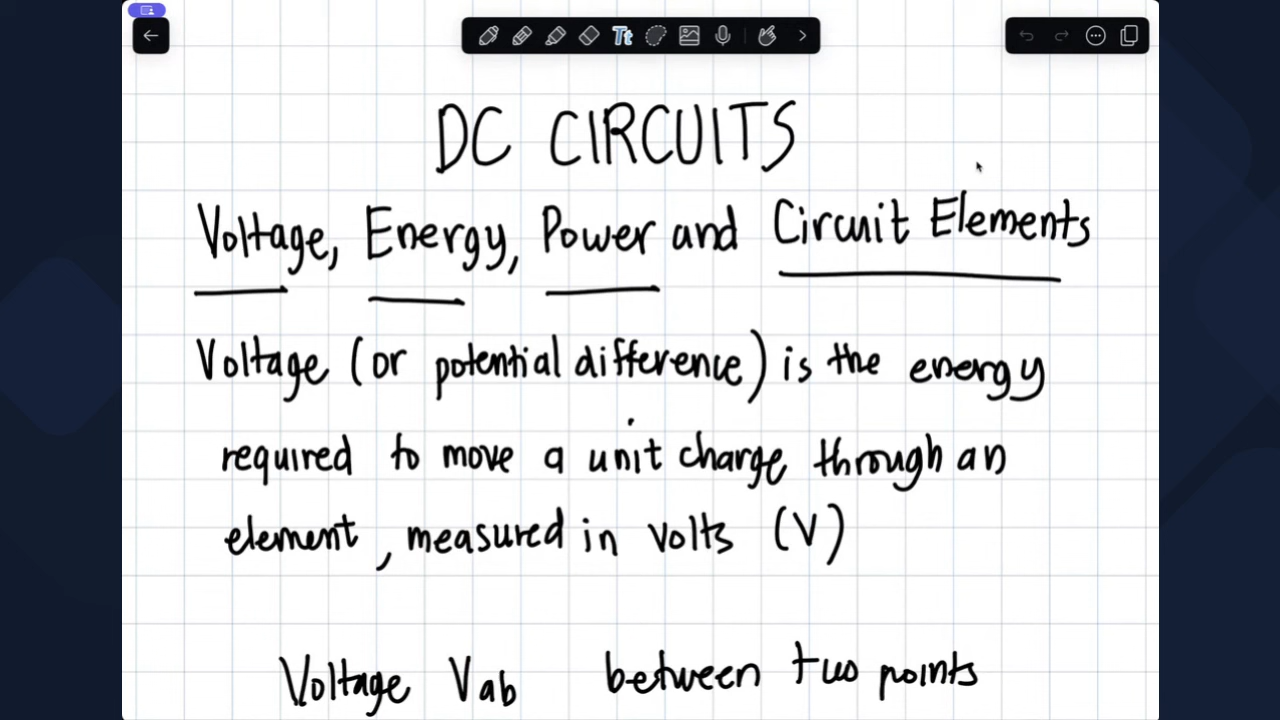 Tt
DC CIRCUITS
Voltage, Energy, Power and Circuit Elements
Voltage (or potential difference) is the energy
required to move a unit charge through an
element, measured in volts (V)
Voltage Vab between two points